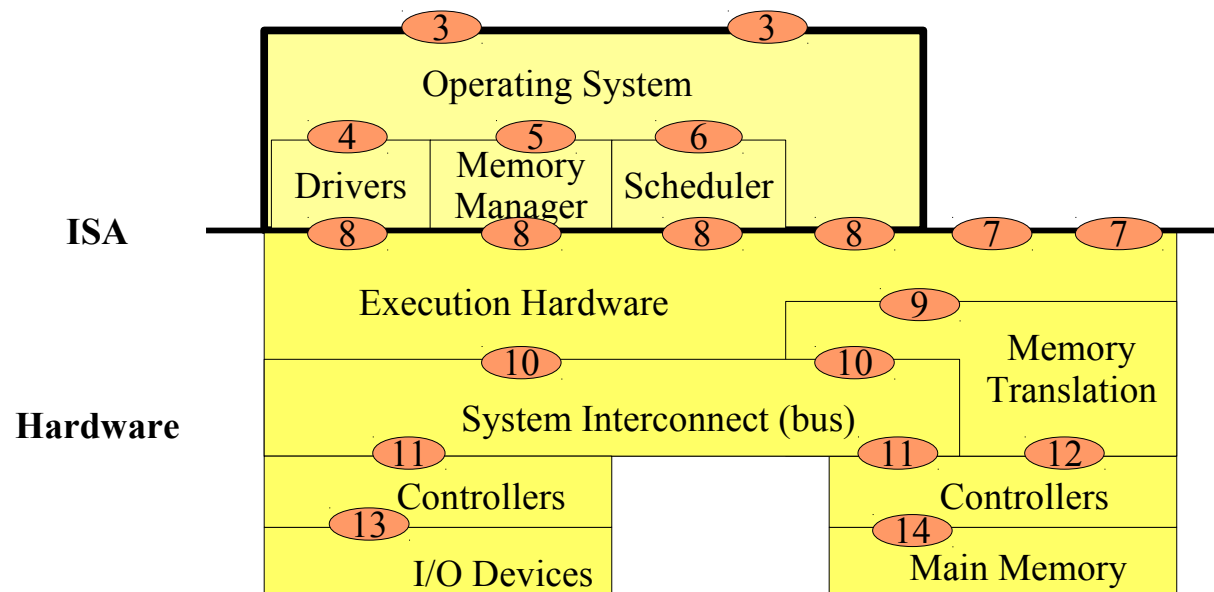 3 3
Operating System
4 5 6
Drivers Memory Manager Scheduler
ISA
8 8 8 8 7 7
Execution Hardware
9
Memory
Translation
10 10
Hardware
System Interconnect (bus)
11 11 12
Controllers Controllers
13 14
I/O Devices Main Memory